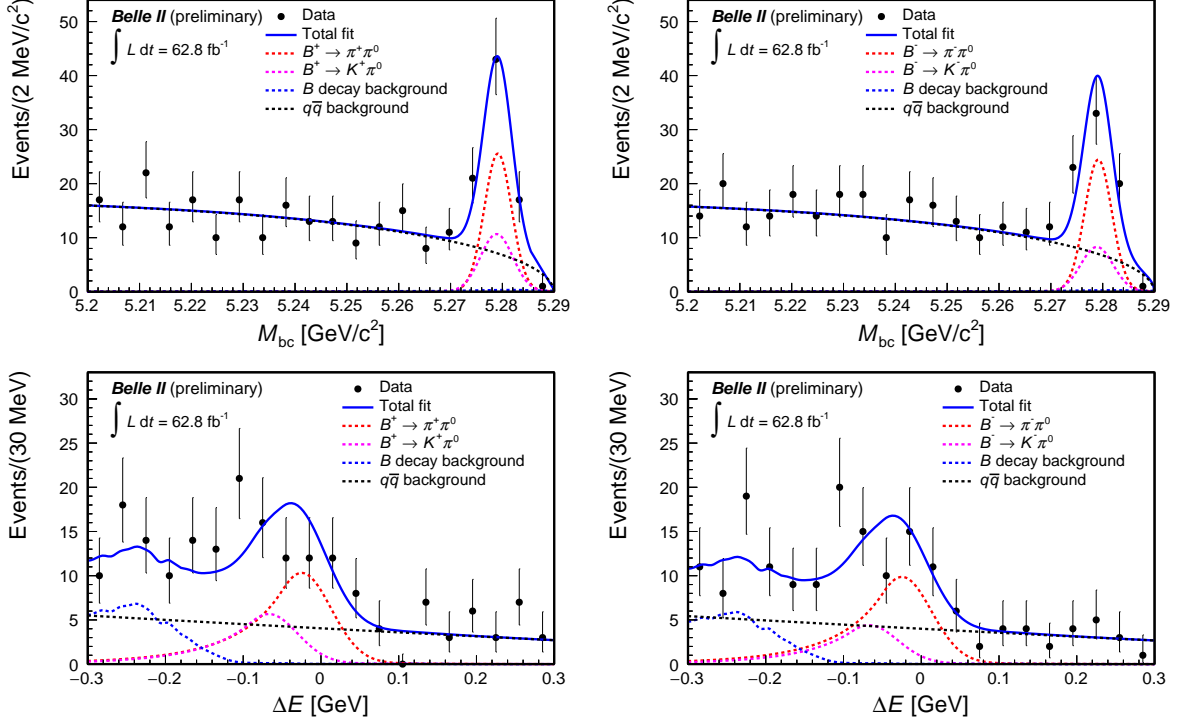 Belle II (preliminary)
∫ L dt = 62.8 fb⁻¹
Data
Total fit
B⁺ → π⁺π⁰
B⁺ → K⁺π⁰
B decay background
qq̅ background
Events/(2 MeV/c²)
50
40
30
20
10
0
5.2 5.21 5.22 5.23 5.24 5.25 5.26 5.27 5.28 5.29
M_bc [GeV/c²]
Belle II (preliminary)
∫ L dt = 62.8 fb⁻¹
Data
Total fit
B⁻ → π⁻π⁰
B⁻ → K⁻π⁰
B decay background
qq̅ background
Events/(2 MeV/c²)
50
40
30
20
10
0
5.2 5.21 5.22 5.23 5.24 5.25 5.26 5.27 5.28 5.29
M_bc [GeV/c²]
Belle II (preliminary)
∫ L dt = 62.8 fb⁻¹
Data
Total fit
B⁺ → π⁺π⁰
B⁺ → K⁺π⁰
B decay background
qq̅ background
Events/(30 MeV)
30
25
20
15
10
5
0
−0.3 −0.2 −0.1 0 0.1 0.2 0.3
ΔE [GeV]
Belle II (preliminary)
∫ L dt = 62.8 fb⁻¹
Data
Total fit
B⁻ → π⁻π⁰
B⁻ → K⁻π⁰
B decay background
qq̅ background
Events/(30 MeV)
30
25
20
15
10
5
0
−0.3 −0.2 −0.1 0 0.1 0.2 0.3
ΔE [GeV]